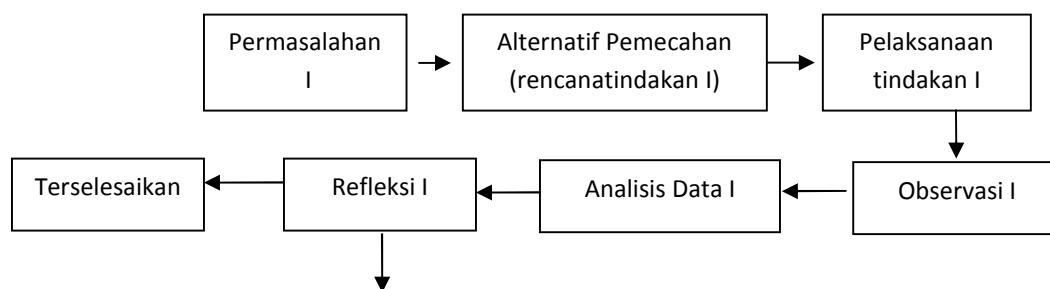 Permasalahan
I
Alternatif Pemecahan
(rencanatindakan I)
Pelaksanaan
tindakan I
Terselesaikan
Refleksi I
Analisis Data I
Observasi I